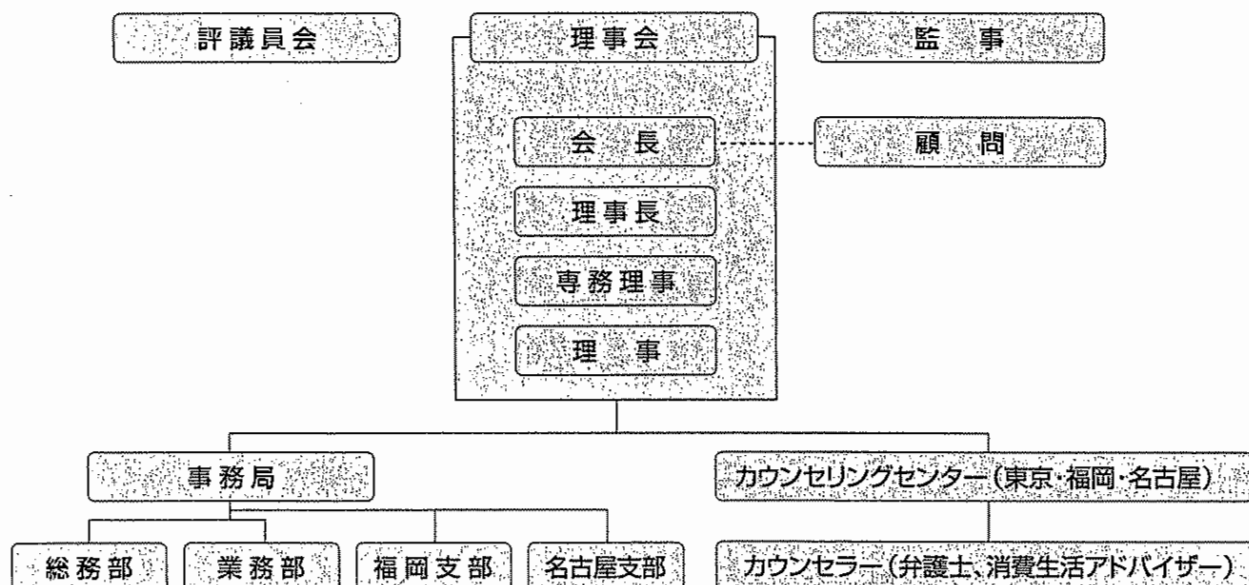 評議員会
理事会
監　事
会　長
顧　問
理事長
専務理事
理　事
事務局
カウンセリングセンター（東京・福岡・名古屋）
総務部
業務部
福岡支部
名古屋支部
カウンセラー（弁護士、消費生活アドバイザー）